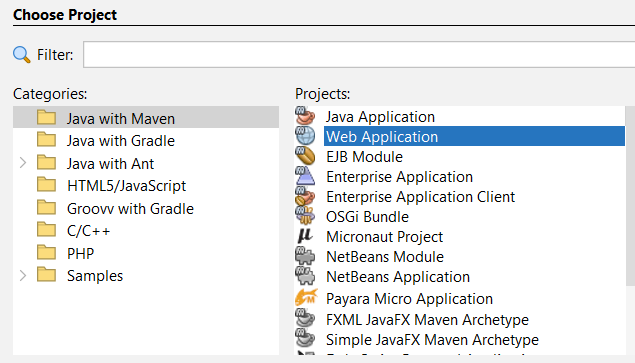 Choose Project
Filter:
Categories:
Java with Maven
Java with Gradle
Java with Ant
HTML5/JavaScript
Groovv with Gradle
C/C++
PHP
Samples
Projects:
Java Application
Web Application
EJB Module
Enterprise Application
Enterprise Application Client
OSGi Bundle
Micronaut Project
NetBeans Module
NetBeans Application
Payara Micro Application
FXML JavaFX Maven Archetype
Simple JavaFX Maven Archetype